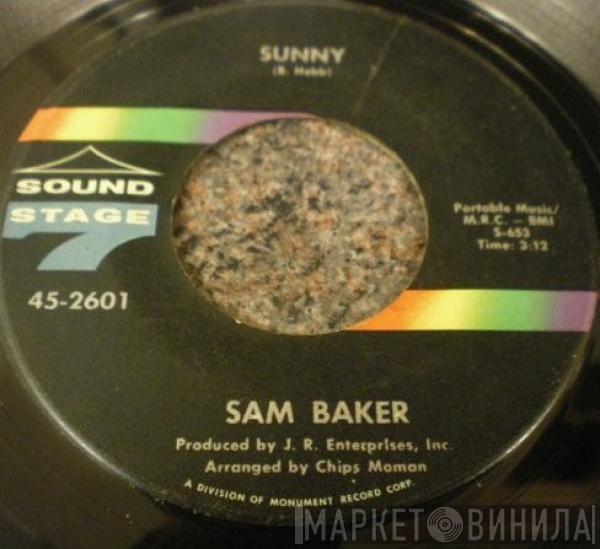 SUNNY
(B. Hebb)
SOUND
STAGE
7
45-2601
Portable Music/
M.R.C. — BMI
S-653
Time: 3:12
SAM BAKER
Produced by J. R. Enterprises, Inc.
Arranged by Chips Moman
A DIVISION OF MONUMENT RECORD CORP.
МАРКЕТ ВИНИЛА